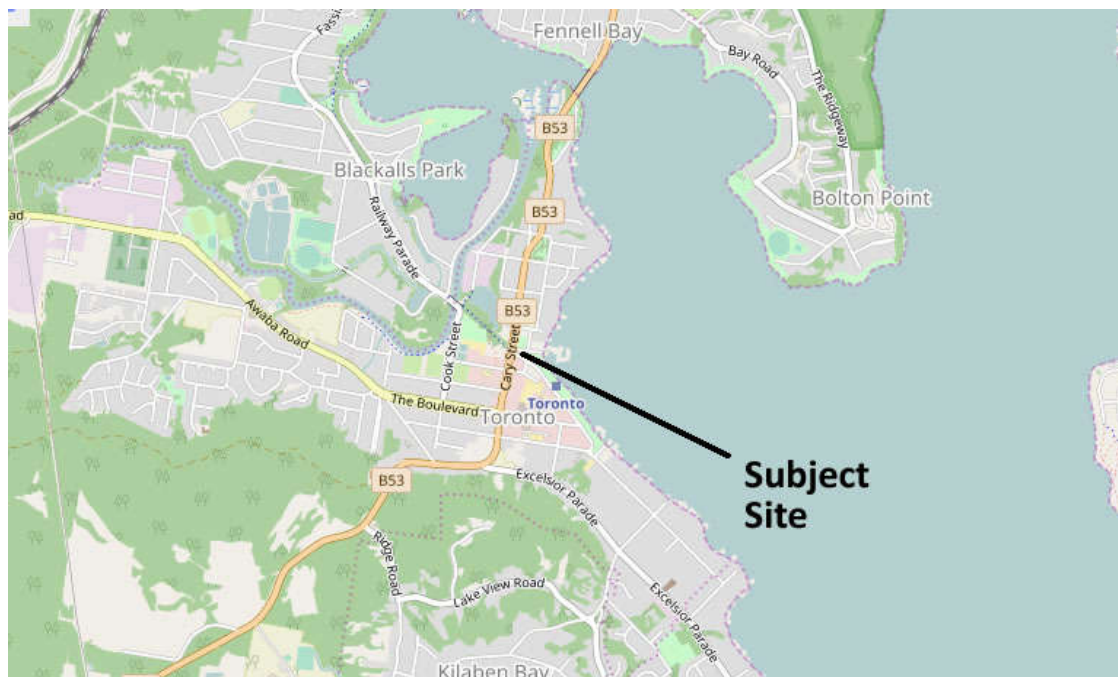 Fennell Bay
Fassi
Bay Road
The Ridgeway
B53
Blackalls Park
Bolton Point
B53
Railway Parade
ad
Awaba Road
B53
Cook Street
Cary Street
The Boulevard
Toronto
Toronto
Subject
Site
B53
Excelsior Parade
Ridge Road
Lake View Road
Excelsior Parade
Kilaben Bay